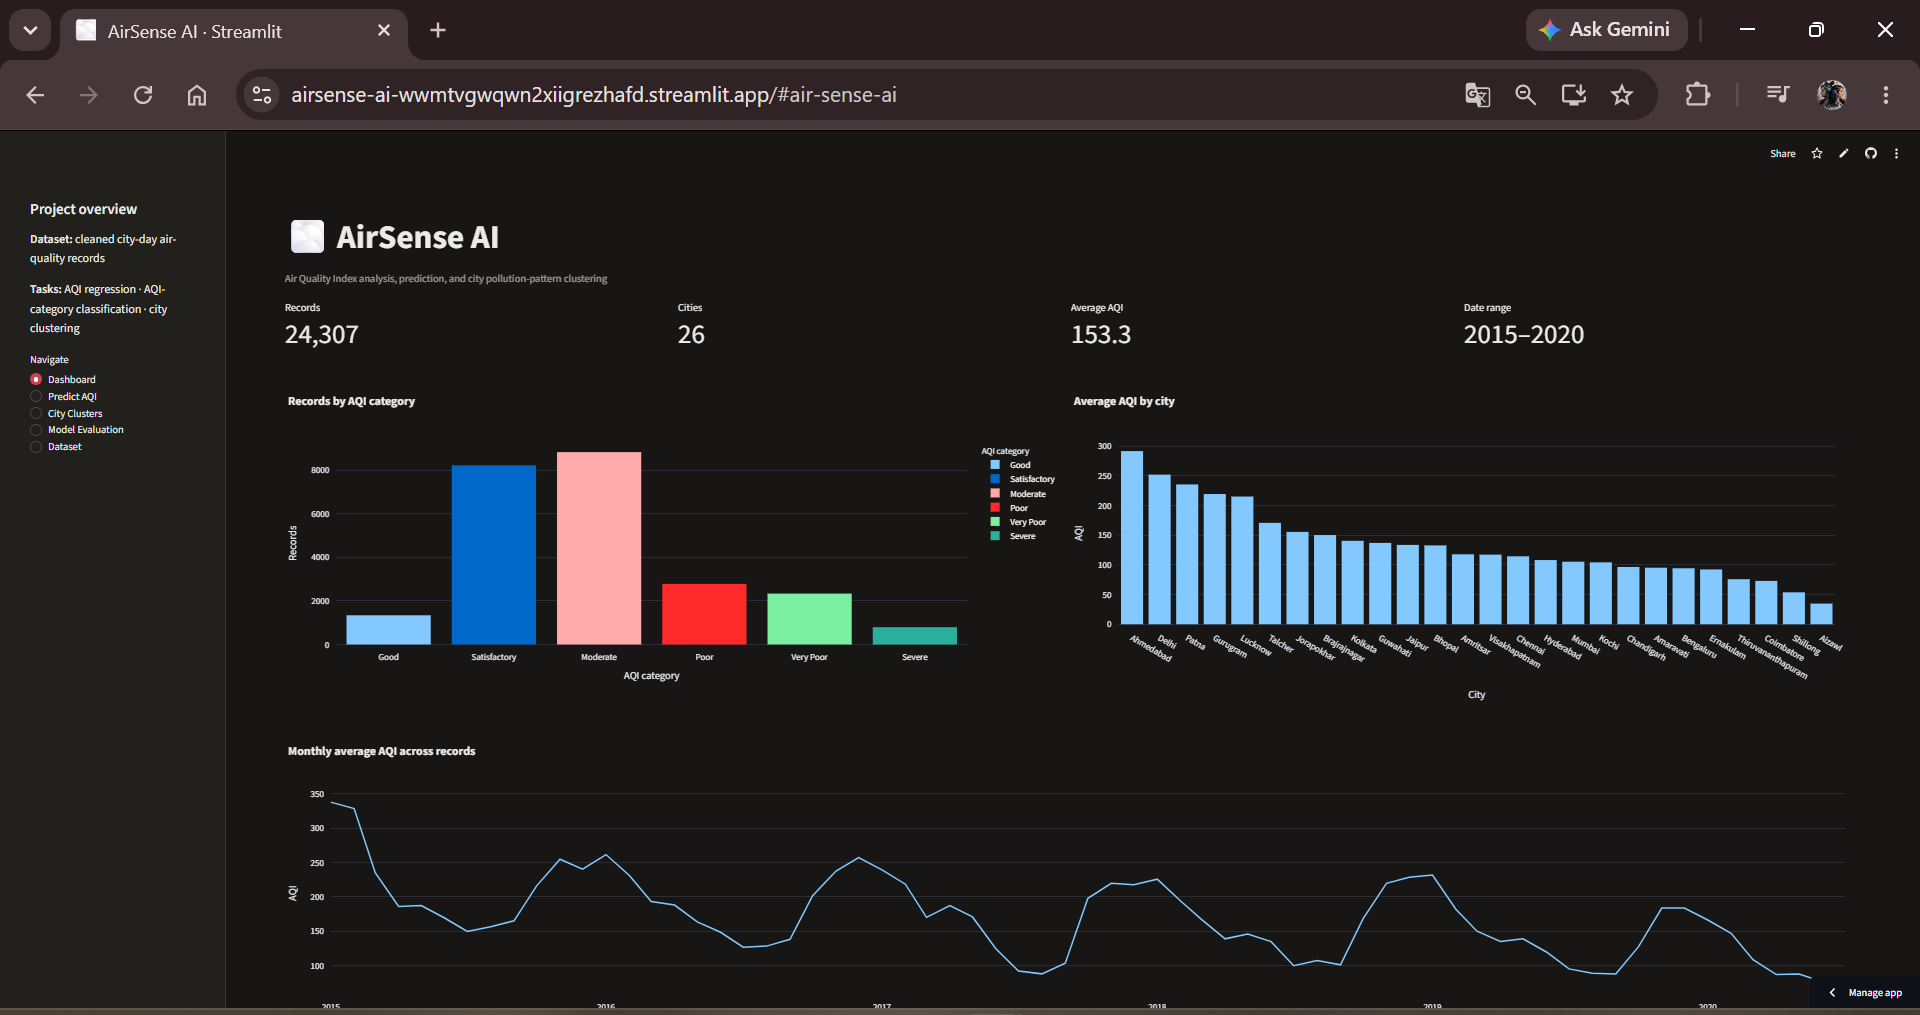 AirSense AI · Streamlit
Ask Gemini
airsense-ai-wwmtvgwqwn2xiigrezhafd.streamlit.app/#air-sense-ai
Share
Project overview
Dataset: cleaned city-day air-
quality records
Tasks: AQI regression · AQI-
category classification · city
clustering
Navigate
Dashboard
Predict AQI
City Clusters
Model Evaluation
Dataset
AirSense AI
Air Quality Index analysis, prediction, and city pollution-pattern clustering
Records
24,307
Cities
26
Average AQI
153.3
Date range
2015–2020
Records by AQI category
8000
6000
4000
2000
0
Records
Good
Satisfactory
Moderate
Poor
Very Poor
Severe
AQI category
AQI category
Good
Satisfactory
Moderate
Poor
Very Poor
Severe
Average AQI by city
300
250
200
150
100
50
0
AQI
Ahmedabad
Delhi
Patna
Gurugram
Lucknow
Talcher
Jorapokhar
Brajrajnagar
Kolkata
Guwahati
Jaipur
Bhopal
Amritsar
Visakhapatnam
Chennai
Hyderabad
Mumbai
Kochi
Chandigarh
Amaravati
Bengaluru
Ernakulam
Thiruvananthapuram
Coimbatore
Shillong
Aizawl
City
Monthly average AQI across records
350
300
250
200
150
100
AQI
2015
2016
2017
2018
2019
2020
Manage app